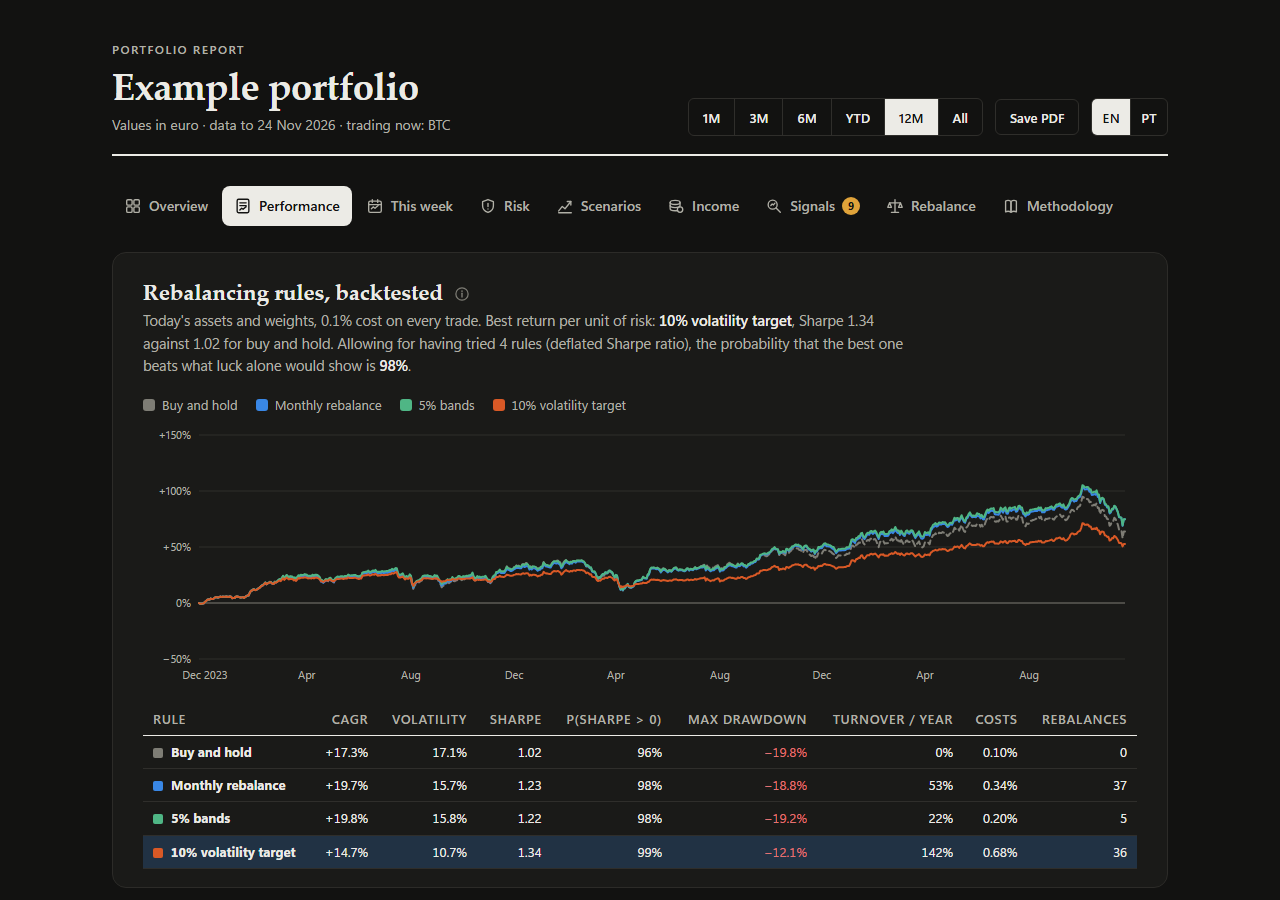 PORTFOLIO REPORT
Example portfolio
Values in euro · data to 24 Nov 2026 · trading now: BTC
1M 3M 6M YTD 12M All Save PDF EN PT
Overview Performance This week Risk Scenarios Income Signals 9 Rebalance Methodology
Rebalancing rules, backtested
Today's assets and weights, 0.1% cost on every trade. Best return per unit of risk: 10% volatility target, Sharpe 1.34
against 1.02 for buy and hold. Allowing for having tried 4 rules (deflated Sharpe ratio), the probability that the best one
beats what luck alone would show is 98%.
Buy and hold Monthly rebalance 5% bands 10% volatility target
+150%
+100%
+50%
0%
−50%
Dec 2023 Apr Aug Dec Apr Aug Dec Apr Aug
RULE CAGR VOLATILITY SHARPE P(SHARPE > 0) MAX DRAWDOWN TURNOVER / YEAR COSTS REBALANCES
Buy and hold +17.3% 17.1% 1.02 96% −19.8% 0% 0.10% 0
Monthly rebalance +19.7% 15.7% 1.23 98% −18.8% 53% 0.34% 37
5% bands +19.8% 15.8% 1.22 98% −19.2% 22% 0.20% 5
10% volatility target +14.7% 10.7% 1.34 99% −12.1% 142% 0.68% 36